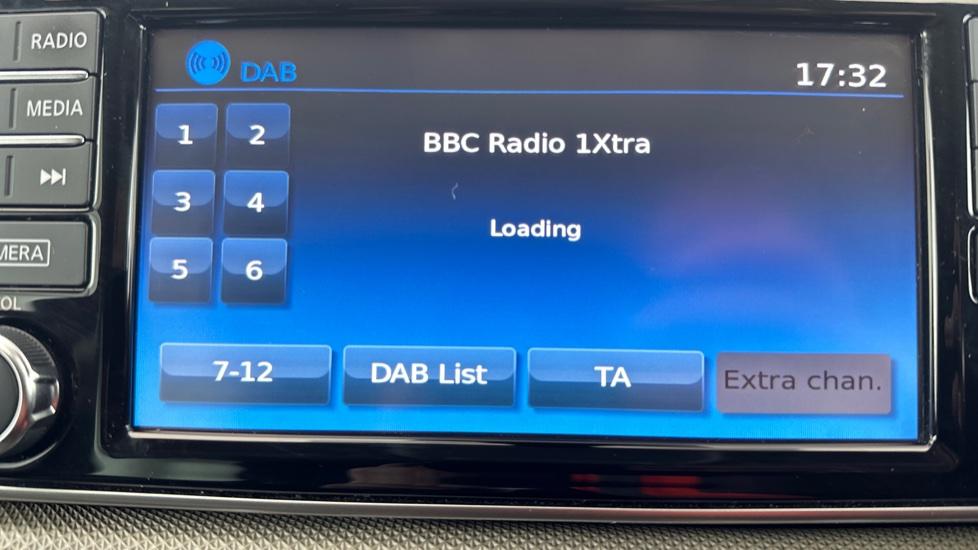 RADIO
MEDIA
MERA
OL
DAB
17:32
1 2
3 4
5 6
BBC Radio 1Xtra
Loading
7-12
DAB List
TA
Extra chan.